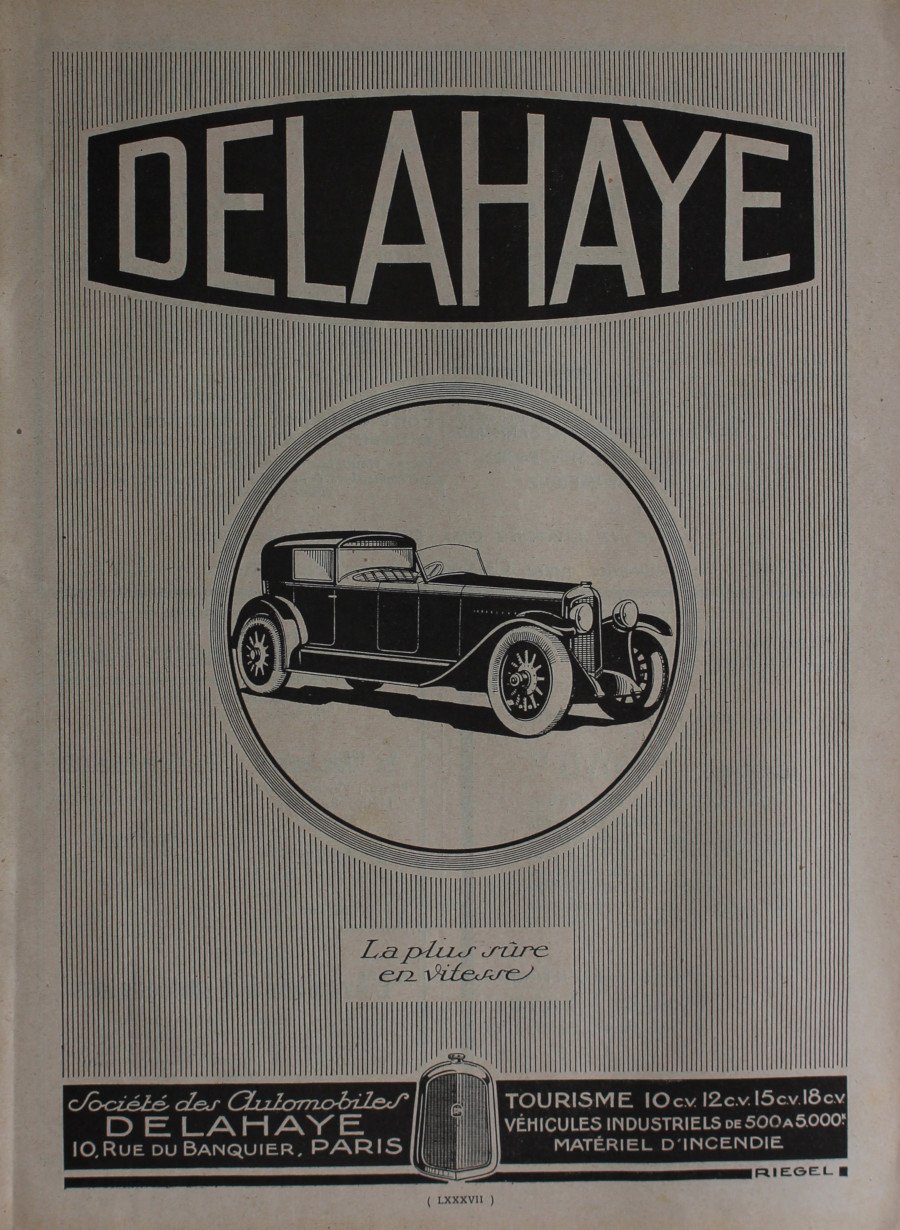 DELAHAYE
La plus sûre
en vitesse
Société des Automobiles
DELAHAYE
10, RUE DU BANQUIER, PARIS
TOURISME 10 C.V. 12 C.V. 15 C.V. 18 C.V
VÉHICULES INDUSTRIELS DE 500 A 5.000K
MATÉRIEL D'INCENDIE
RIEGEL
( LXXXVII )